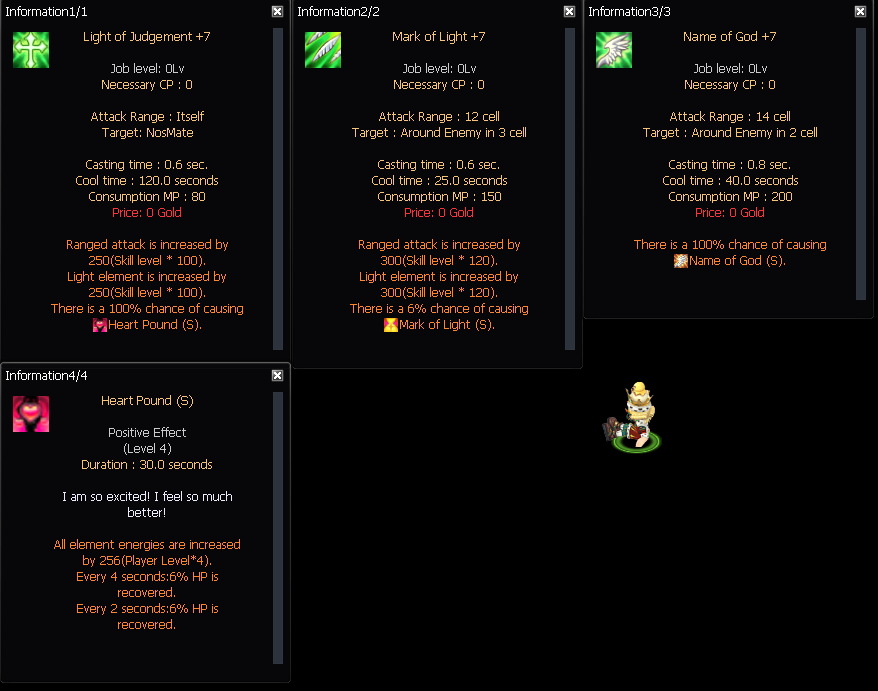 Information1/1
Light of Judgement +7
Job level: 0Lv
Necessary CP : 0
Attack Range : Itself
Target: NosMate
Casting time : 0.6 sec.
Cool time : 120.0 seconds
Consumption MP : 80
Price: 0 Gold
Ranged attack is increased by
250(Skill level * 100).
Light element is increased by
250(Skill level * 100).
There is a 100% chance of causing
Heart Pound (S).
Information2/2
Mark of Light +7
Job level: 0Lv
Necessary CP : 0
Attack Range : 12 cell
Target : Around Enemy in 3 cell
Casting time : 0.6 sec.
Cool time : 25.0 seconds
Consumption MP : 150
Price: 0 Gold
Ranged attack is increased by
300(Skill level * 120).
Light element is increased by
300(Skill level * 120).
There is a 6% chance of causing
Mark of Light (S).
Information3/3
Name of God +7
Job level: 0Lv
Necessary CP : 0
Attack Range : 14 cell
Target : Around Enemy in 2 cell
Casting time : 0.8 sec.
Cool time : 40.0 seconds
Consumption MP : 200
Price: 0 Gold
There is a 100% chance of causing
Name of God (S).
Information4/4
Heart Pound (S)
Positive Effect
(Level 4)
Duration : 30.0 seconds
I am so excited! I feel so much
better!
All element energies are increased
by 256(Player Level*4).
Every 4 seconds:6% HP is
recovered.
Every 2 seconds:6% HP is
recovered.